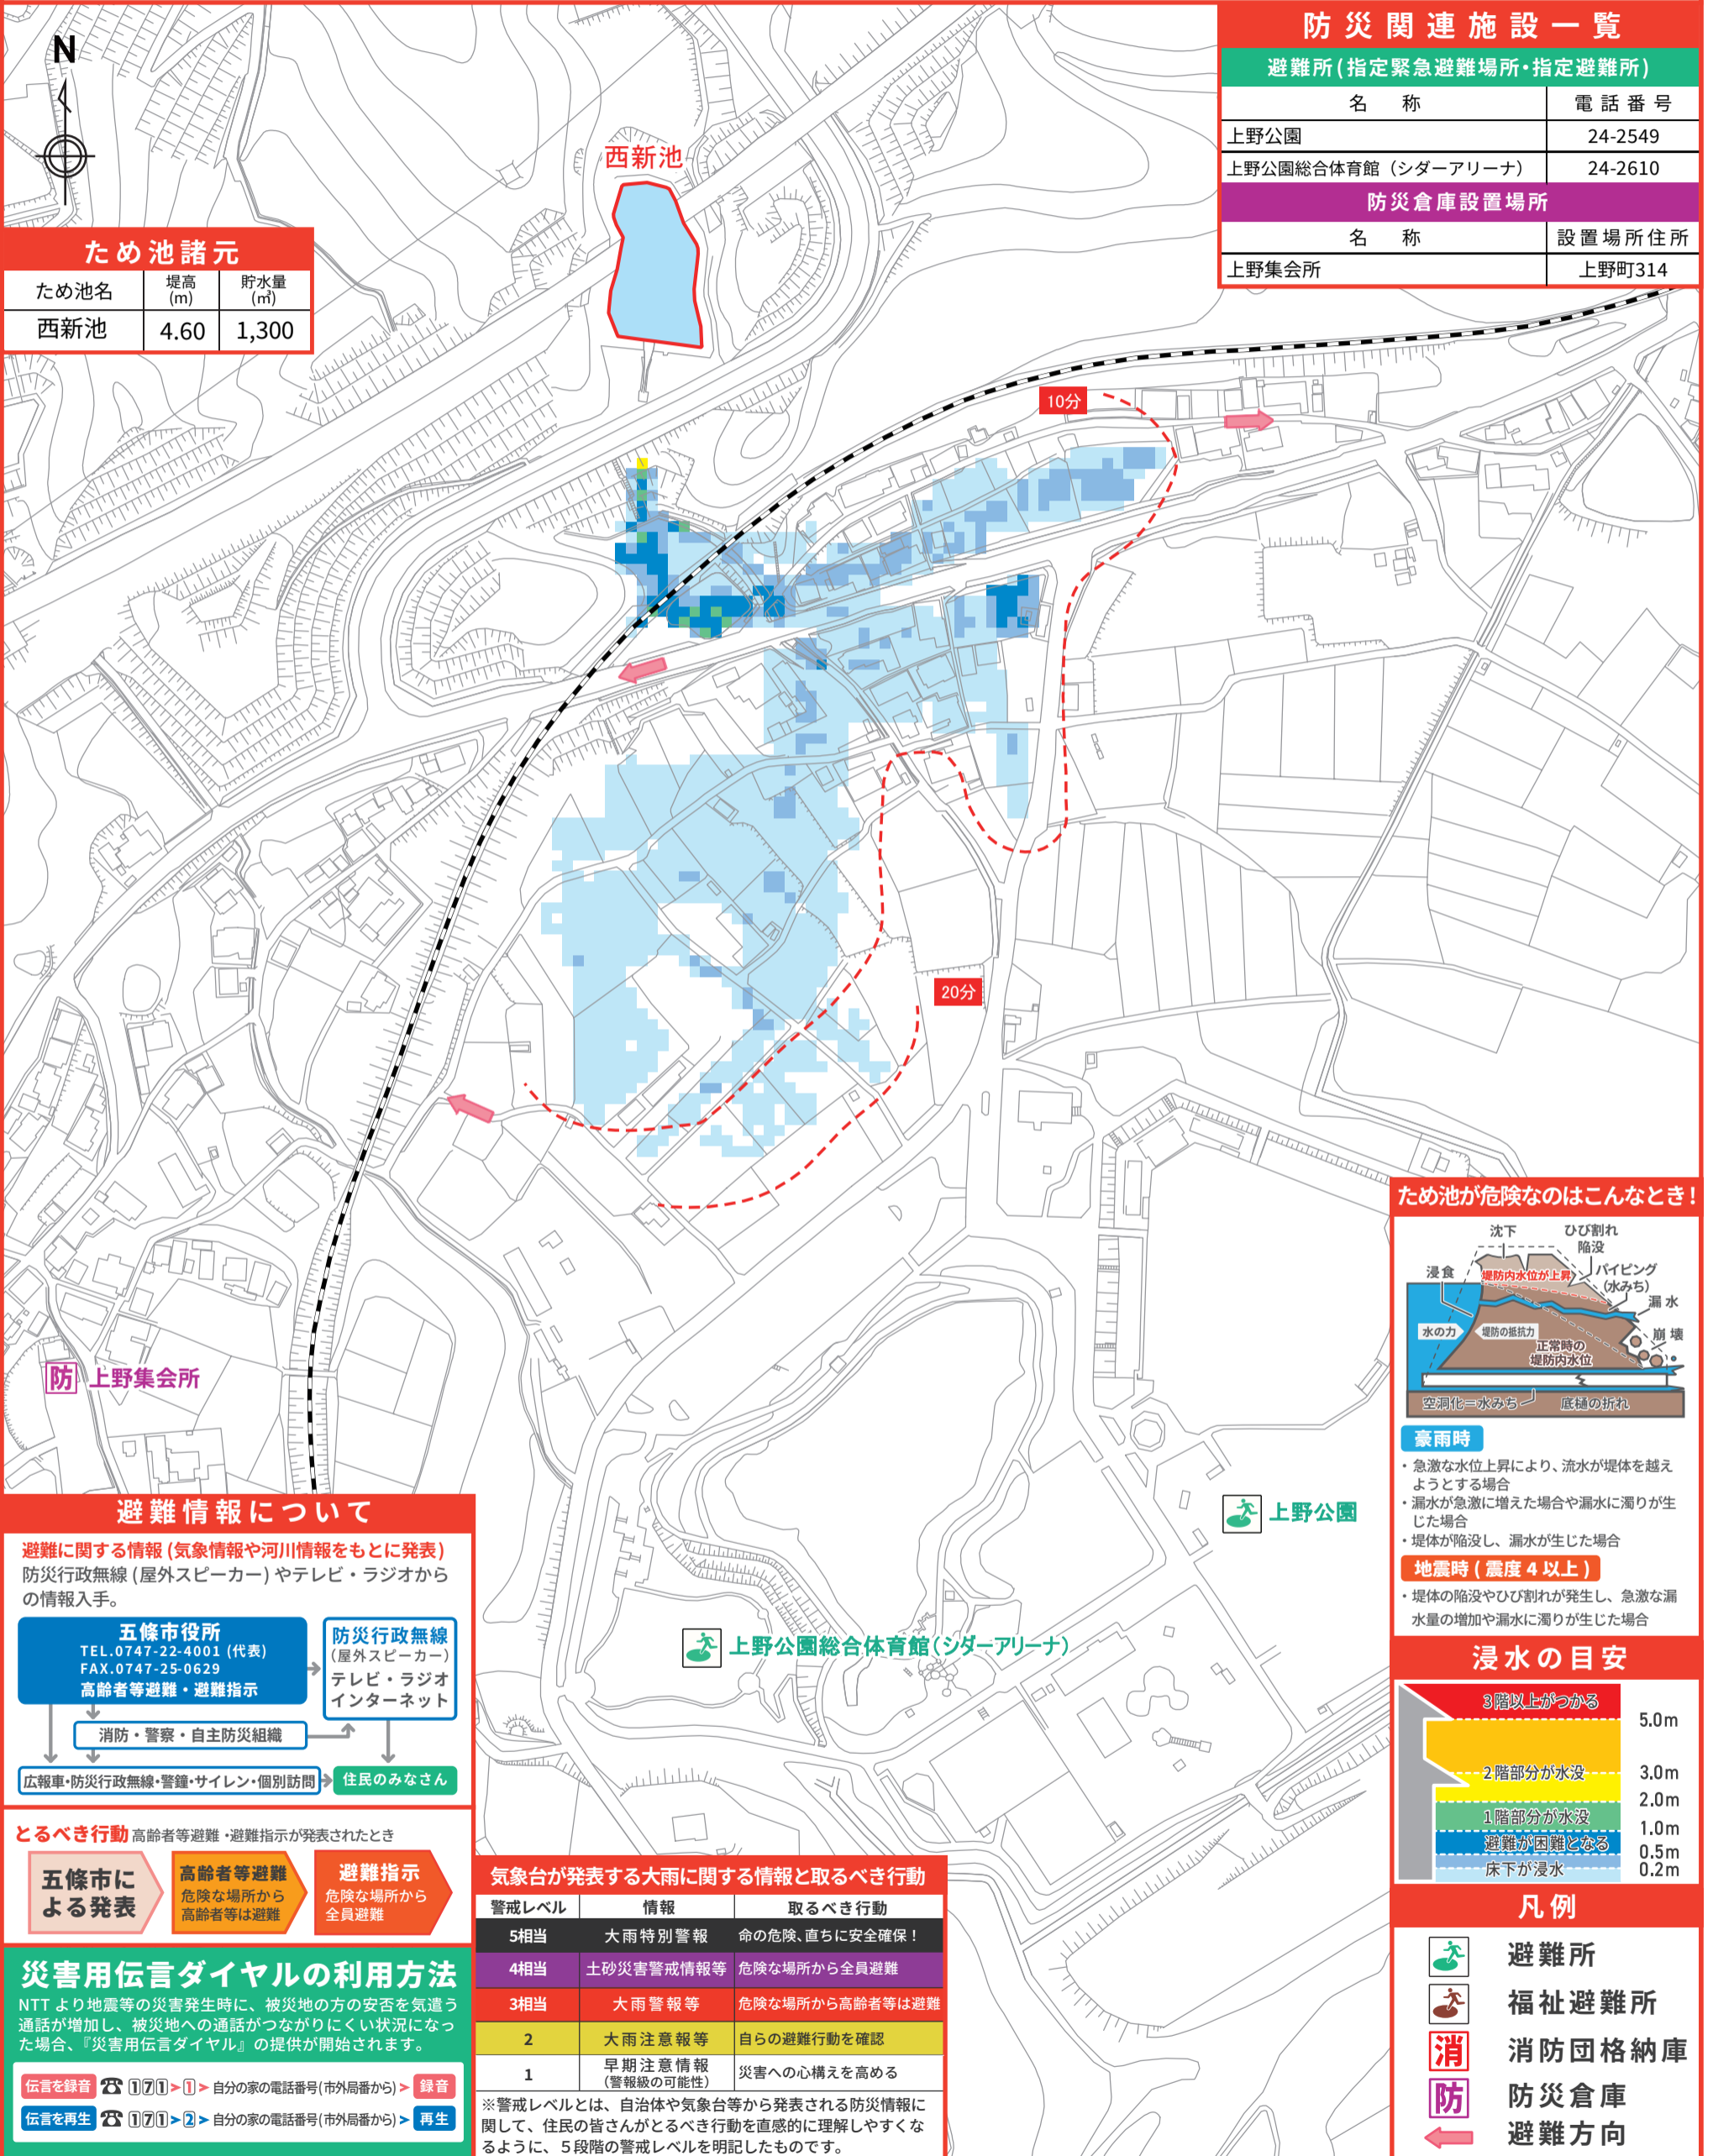 N
西新池
ため池諸元
ため池名 堤高(m) 貯水量(㎥)
西新池 4.60 1,300
防災関連施設一覧
避難所(指定緊急避難場所・指定避難所)
名 称 電話番号
上野公園 24-2549
上野公園総合体育館（シダーアリーナ） 24-2610
防災倉庫設置場所
名 称 設置場所住所
上野集会所 上野町314
10分
20分
防 上野集会所
上野公園
上野公園総合体育館(シダーアリーナ)
避難情報について
避難に関する情報(気象情報や河川情報をもとに発表)
防災行政無線(屋外スピーカー)やテレビ・ラジオから
の情報入手。
五條市役所
TEL.0747-22-4001 (代表)
FAX.0747-25-0629
高齢者等避難・避難指示
防災行政無線
(屋外スピーカー)
テレビ・ラジオ
インターネット
消防・警察・自主防災組織
広報車・防災行政無線・警鐘・サイレン・個別訪問
住民のみなさん
とるべき行動 高齢者等避難・避難指示が発表されたとき
五條市に
よる発表
高齢者等避難
危険な場所から
高齢者等は避難
避難指示
危険な場所から
全員避難
災害用伝言ダイヤルの利用方法
NTTより地震等の災害発生時に、被災地の方の安否を気遣う
通話が増加し、被災地への通話がつながりにくい状況になっ
た場合、『災害用伝言ダイヤル』の提供が開始されます。
伝言を録音 ☎ 171>1> 自分の家の電話番号(市外局番から)> 録音
伝言を再生 ☎ 171>2> 自分の家の電話番号(市外局番から)> 再生
気象台が発表する大雨に関する情報と取るべき行動
警戒レベル 情報 取るべき行動
5相当 大雨特別警報 命の危険、直ちに安全確保！
4相当 土砂災害警戒情報等 危険な場所から全員避難
3相当 大雨警報等 危険な場所から高齢者等は避難
2 大雨注意報等 自らの避難行動を確認
1 早期注意情報(警報級の可能性) 災害への心構えを高める
※警戒レベルとは、自治体や気象台等から発表される防災情報に
関して、住民の皆さんがとるべき行動を直感的に理解しやすくな
るように、５段階の警戒レベルを明記したものです。
ため池が危険なのはこんなとき！
沈下
ひび割れ
陥没
浸食
堤防内水位が上昇
パイピング
(水みち)
漏水
水の力
堤防の抵抗力
崩壊
正常時の
堤防内水位
空洞化＝水みち
底樋の折れ
豪雨時
・急激な水位上昇により、流水が堤体を越え
ようとする場合
・漏水が急激に増えた場合や漏水に濁りが生
じた場合
・堤体が陥没し、漏水が生じた場合
地震時(震度４以上)
・堤体の陥没やひび割れが発生し、急激な漏
水量の増加や漏水に濁りが生じた場合
浸水の目安
3階以上がつかる
5.0m
2階部分が水没
3.0m
2.0m
1階部分が水没
1.0m
避難が困難となる
0.5m
床下が浸水
0.2m
凡例
避難所
福祉避難所
消 消防団格納庫
防 防災倉庫
避難方向